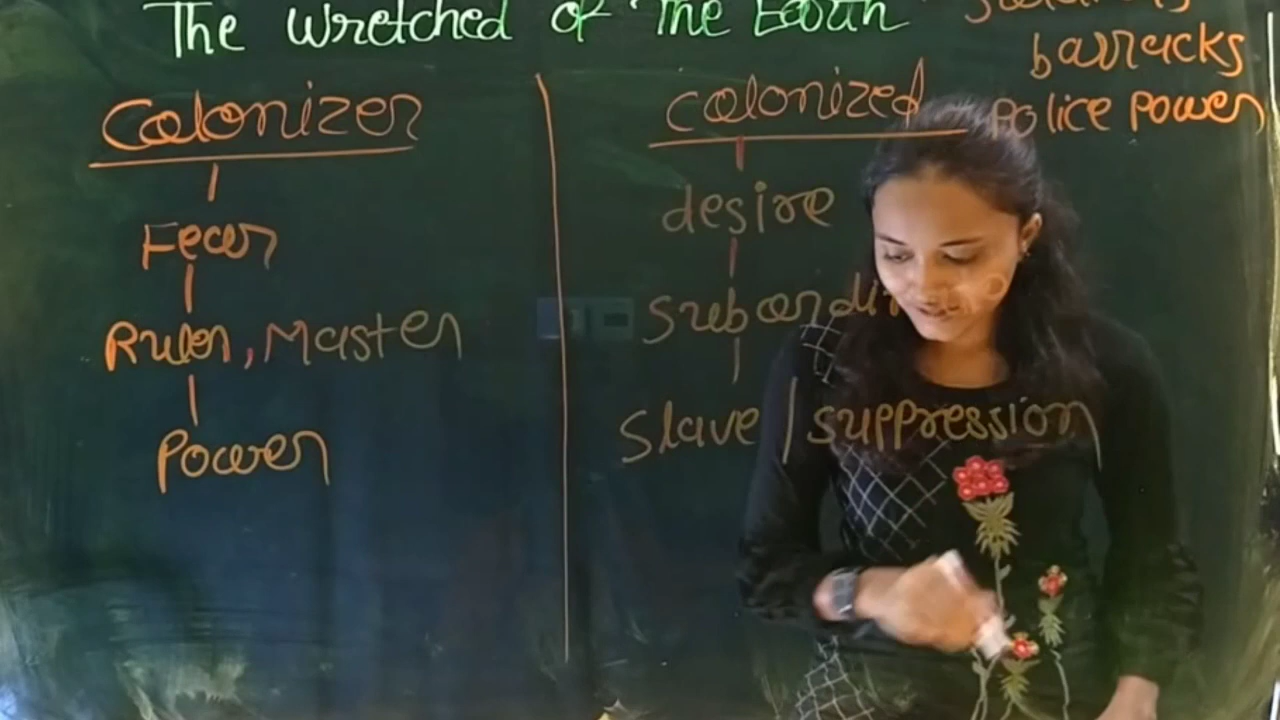 The Wretched of The Earth
barracks
Police Power
Colonizer
Fear
Ruler, Master
Power
colonized
desire
Slave / suppression